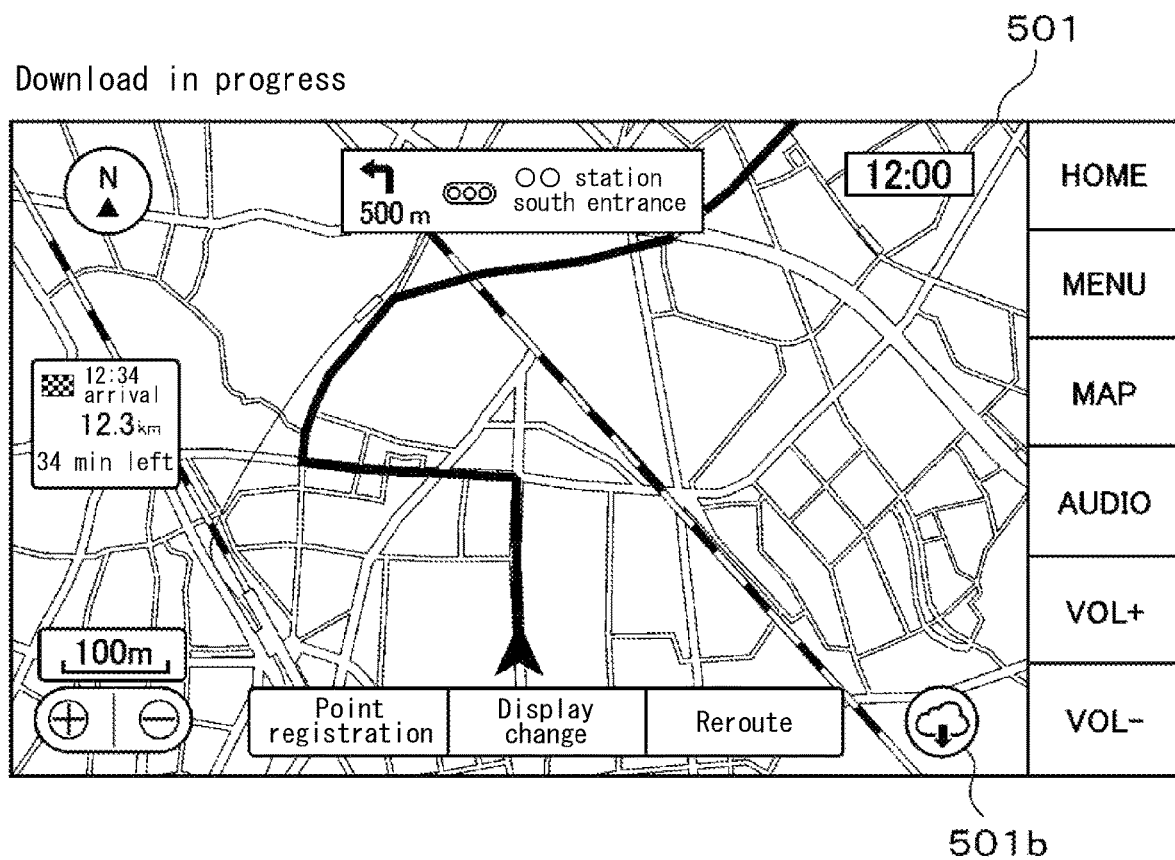 501
Download in progress
N
500 m
○○ station
south entrance
12:00
HOME
MENU
MAP
AUDIO
VOL+
VOL-
12:34
arrival
12.3km
34 min left
100m
Point
registration
Display
change
Reroute
501b